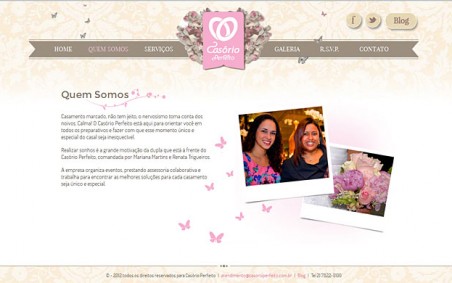 f
Blog
HOME
QUEM SOMOS
SERVIÇOS
Casório
Perfeito
GALERIA
R.S.V.P.
CONTATO
Quem Somos
Casamento marcado, não tem jeito, o nervosismo toma conta dos
noivos. Calma! O Casório Perfeito está aqui para orientar você em
todos os preparativos e fazer com que esse momento único e
especial do casal seja inesquecível.
Realizar sonhos é a grande motivação da dupla que está à frente do
Casório Perfeito, comandada por Mariana Martins e Renata Trigueiros.
A empresa organiza eventos, prestando assessoria colaborativa e
trabalha para encontrar as melhores soluções para cada casamento
seja único e especial.
todos os direitos reservados para Casório Perfeito | atendimento@casorioperfeito.com.br | Blog |